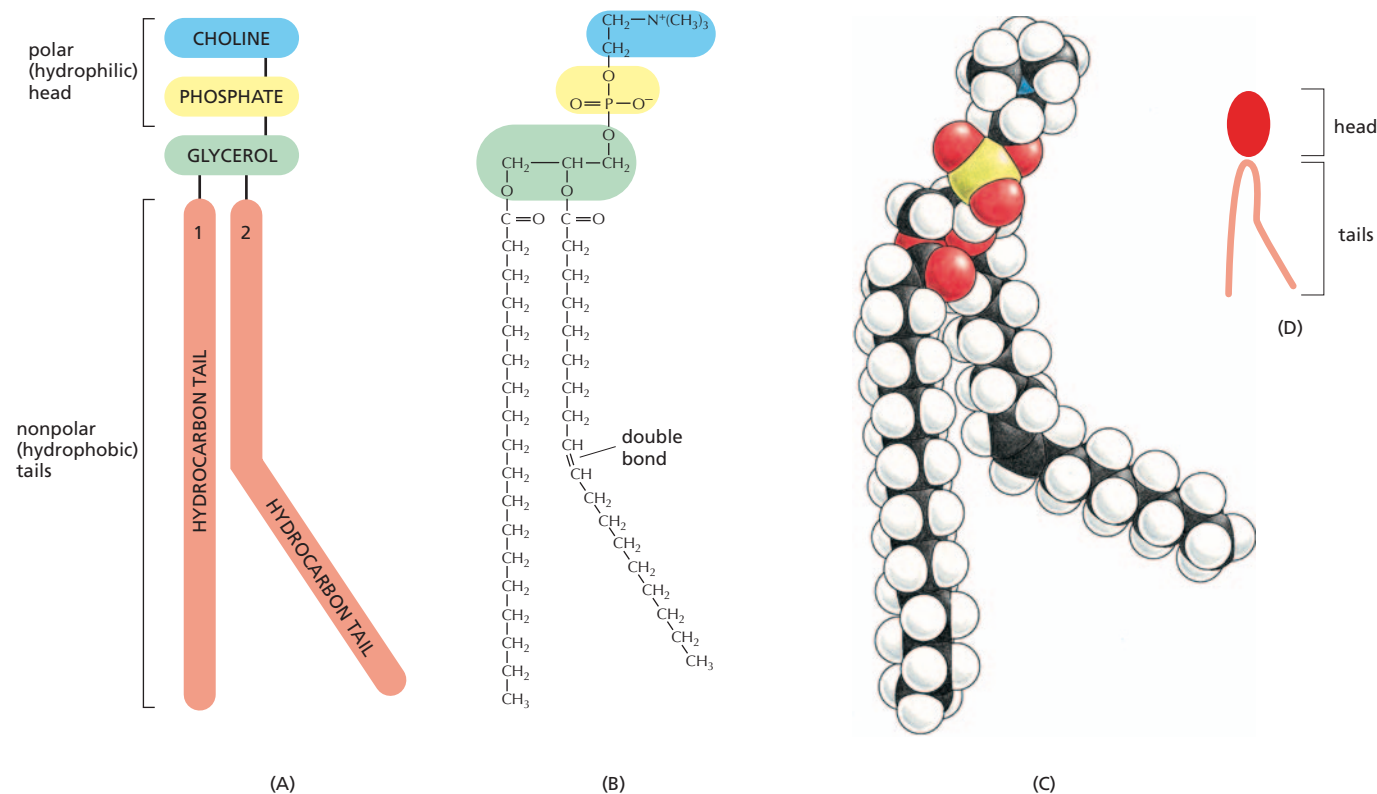 polar
(hydrophilic)
head
CHOLINE
PHOSPHATE
GLYCEROL
nonpolar
(hydrophobic)
tails
1
HYDROCARBON TAIL
2
HYDROCARBON TAIL
(A)
CH₂—N⁺(CH₃)₃
CH₂
O
O=P—O⁻
O
CH₂—CH—CH₂
O O
C=O C=O
CH₂ CH₂
CH₂ CH₂
CH₂ CH₂
CH₂ CH₂
CH₂ CH₂
CH₂ CH₂
CH₂ CH₂
CH₂ CH
CH₂ CH
CH₂ CH₂
CH₂ CH₂
CH₂ CH₂
CH₂ CH₂
CH₂ CH₂
CH₂ CH₂
CH₂ CH₂
CH₃ CH₃
double
bond
(B)
(C)
head
tails
(D)